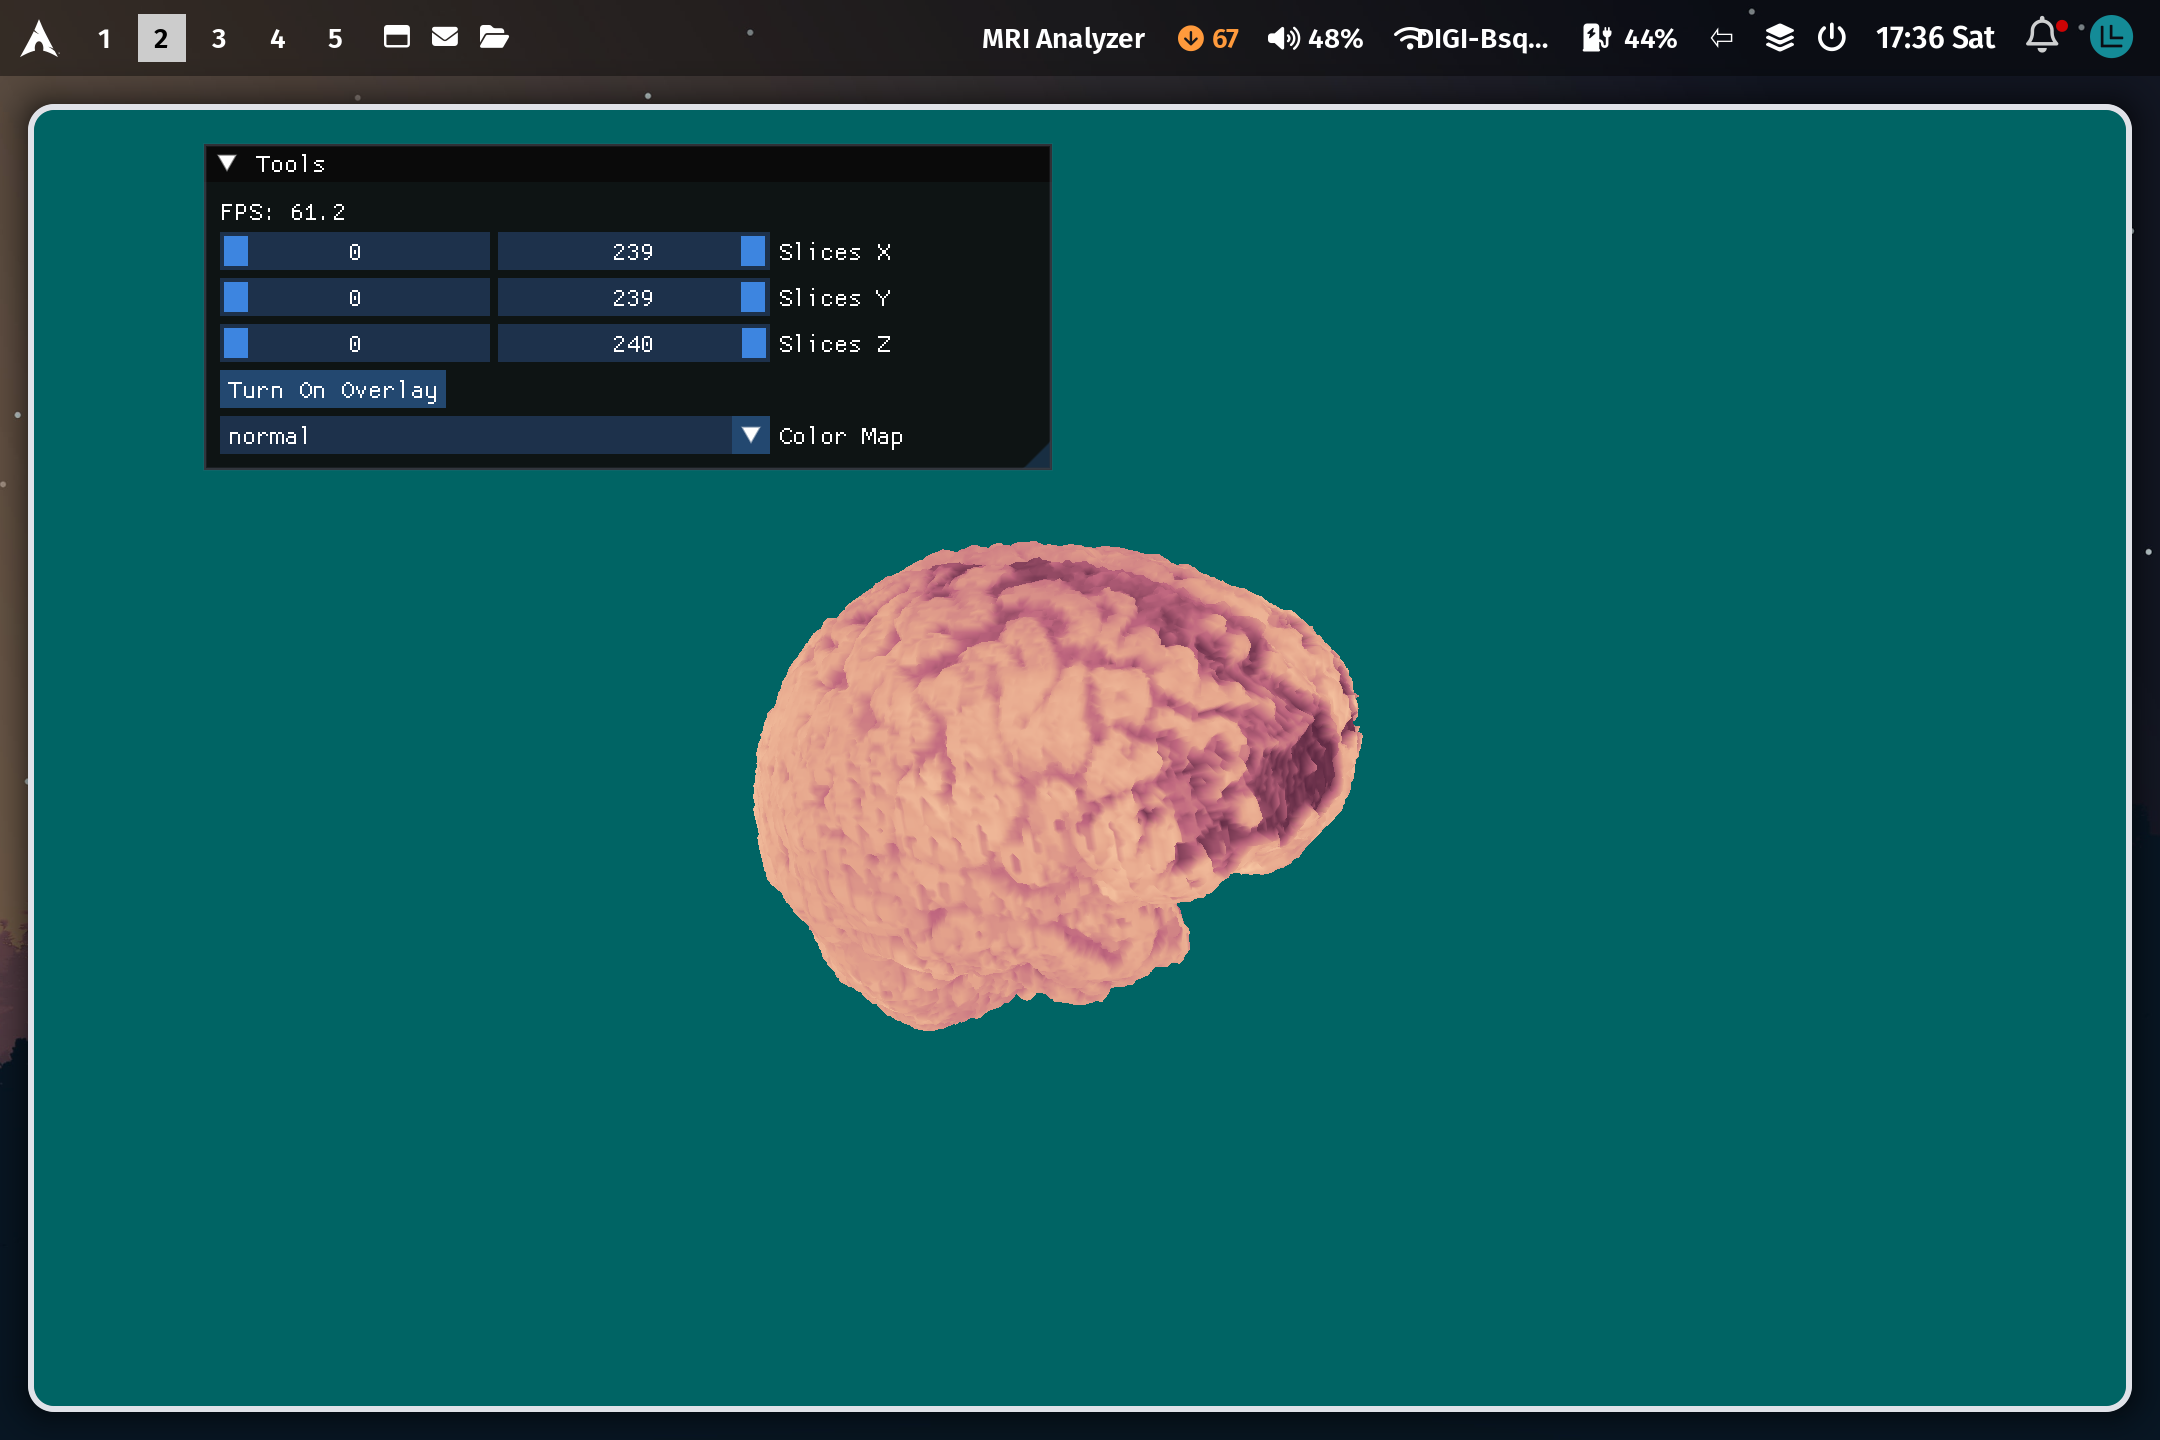 1 2 3 4 5 MRI Analyzer 67 48% DIGI-Bsq... 44% 17:36 Sat
Tools
FPS: 61.2
0 239 Slices X
0 239 Slices Y
0 240 Slices Z
Turn On Overlay
normal Color Map